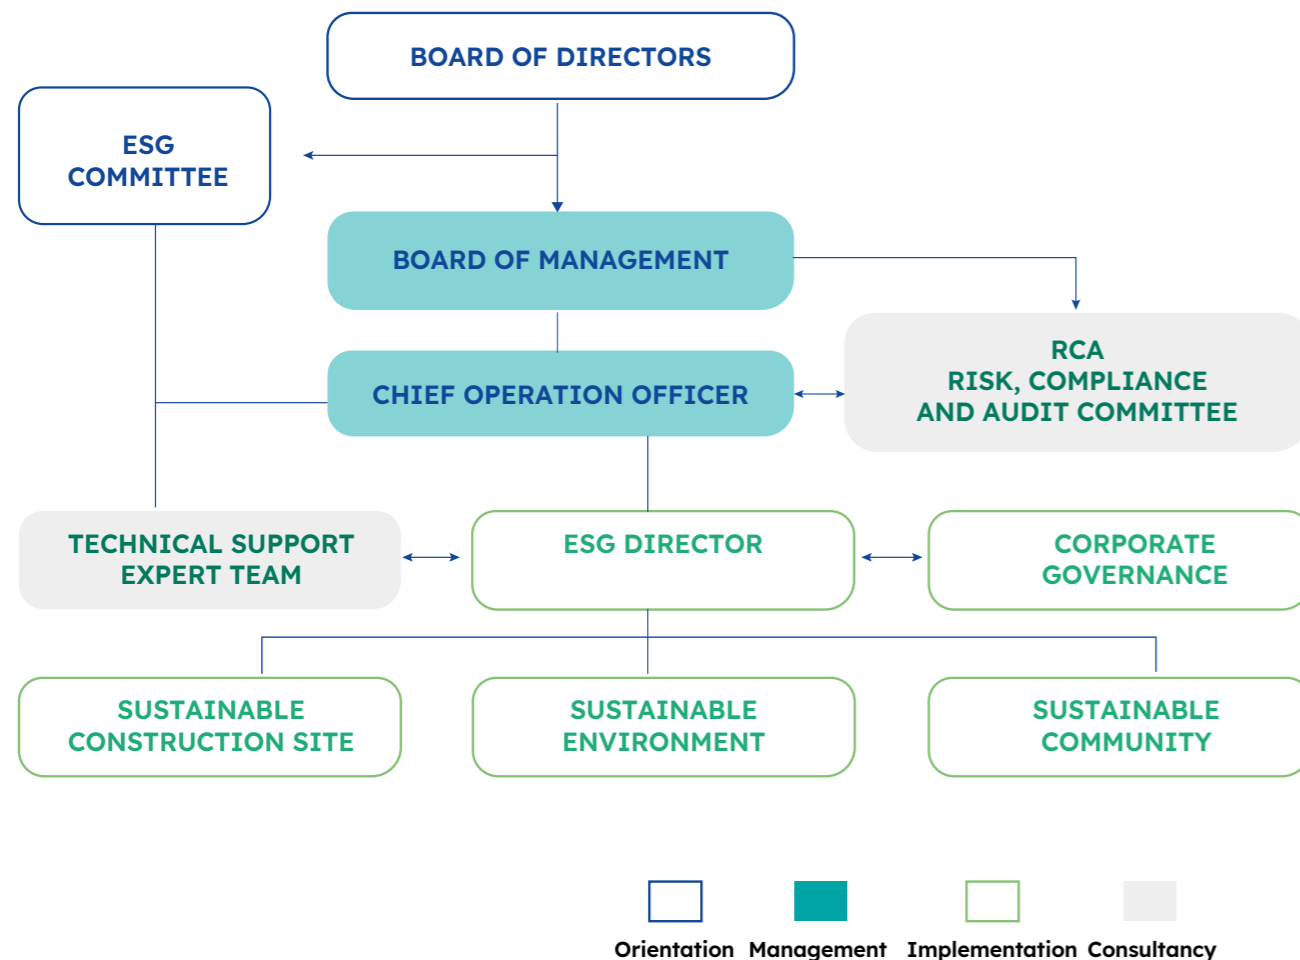 BOARD OF DIRECTORS
ESG
COMMITTEE
BOARD OF MANAGEMENT
RCA
RISK, COMPLIANCE
AND AUDIT COMMITTEE
CHIEF OPERATION OFFICER
TECHNICAL SUPPORT
EXPERT TEAM
ESG DIRECTOR
CORPORATE
GOVERNANCE
SUSTAINABLE
CONSTRUCTION SITE
SUSTAINABLE
ENVIRONMENT
SUSTAINABLE
COMMUNITY
Orientation
Management
Implementation
Consultancy